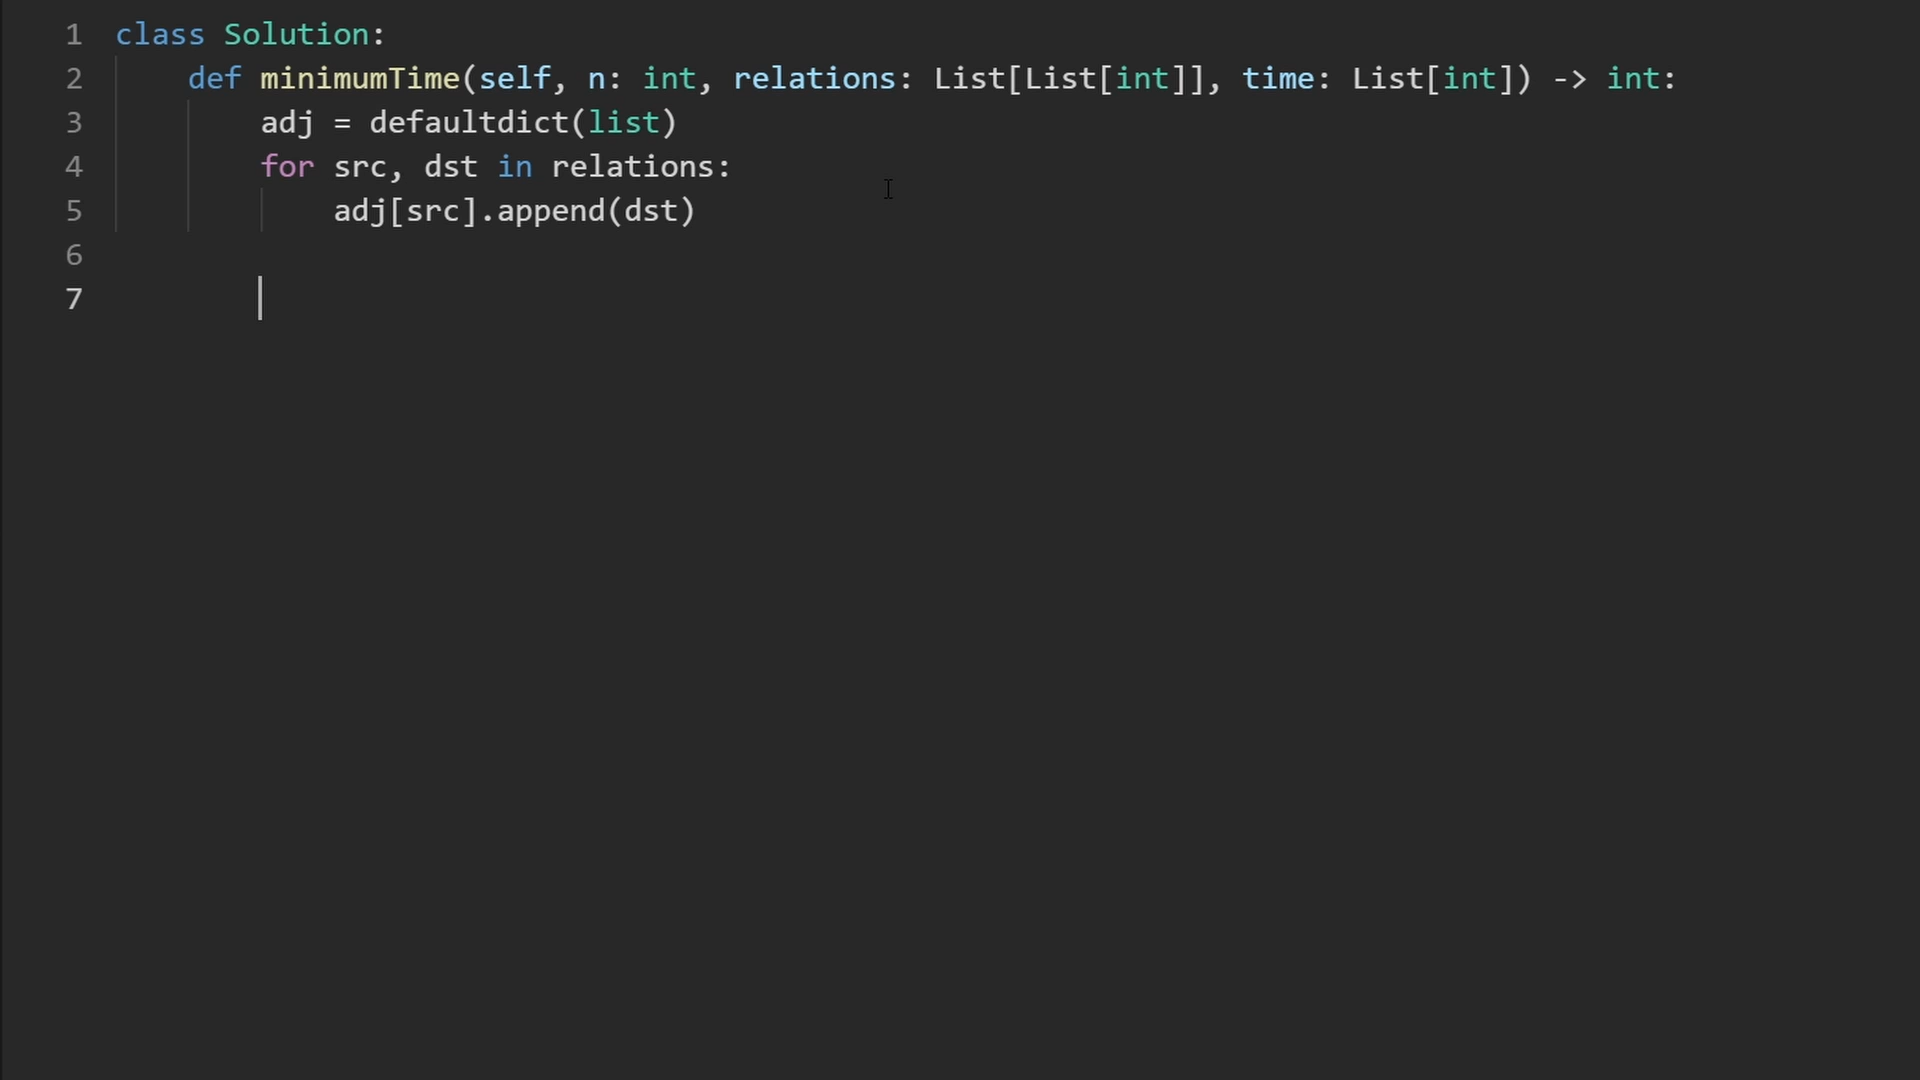 1 class Solution:
2 def minimumTime(self, n: int, relations: List[List[int]], time: List[int]) -> int:
3 adj = defaultdict(list)
4 for src, dst in relations:
5 adj[src].append(dst)
6
7